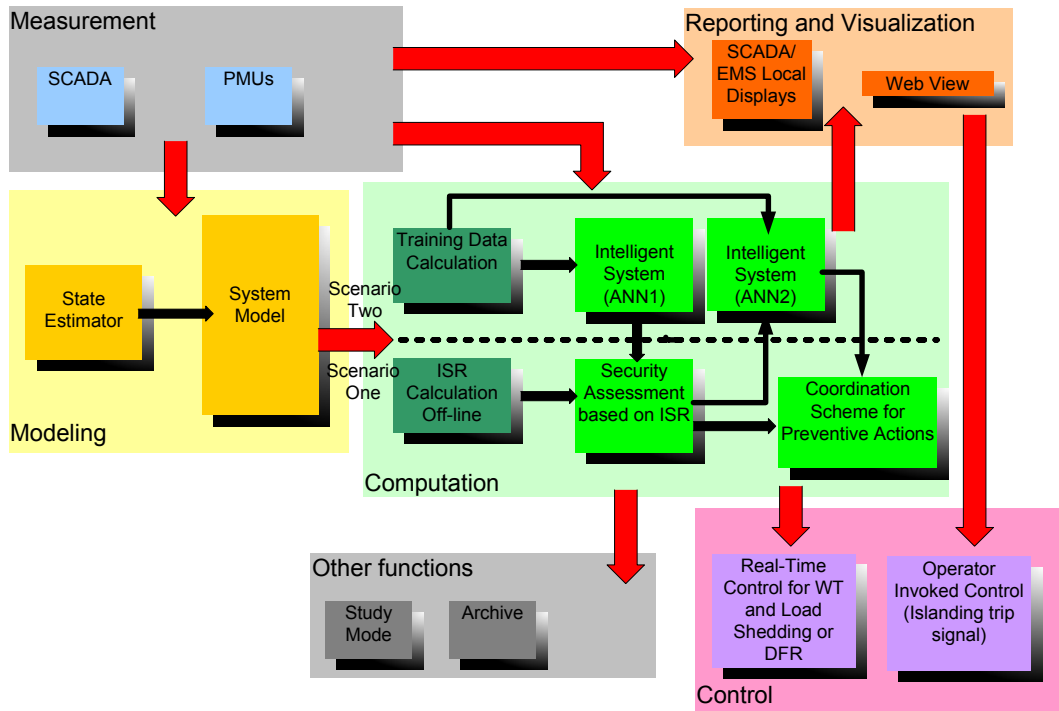 Measurement
SCADA
PMUs
Reporting and Visualization
SCADA/
EMS Local
Displays
Web View
State
Estimator
System
Model
Modeling
Scenario
Two
Scenario
One
Training Data
Calculation
Intelligent
System
(ANN1)
Intelligent
System
(ANN2)
ISR
Calculation
Off-line
Security
Assessment
based on ISR
Coordination
Scheme for
Preventive Actions
Computation
Other functions
Study
Mode
Archive
Real-Time
Control for WT
and Load
Shedding or
DFR
Operator
Invoked Control
(Islanding trip
signal)
Control